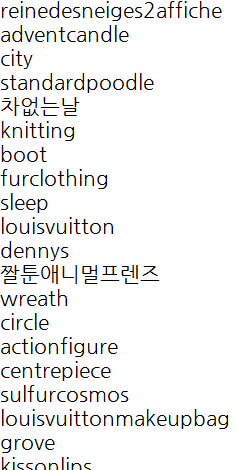 reinedesneiges2affiche
adventcandle
city
standardpoodle
차없는날
knitting
boot
furclothing
sleep
louisvuitton
dennys
짤툰애니멀프렌즈
wreath
circle
actionfigure
centrepiece
sulfurcosmos
louisvuittonmakeupbag
grove
kissonlips